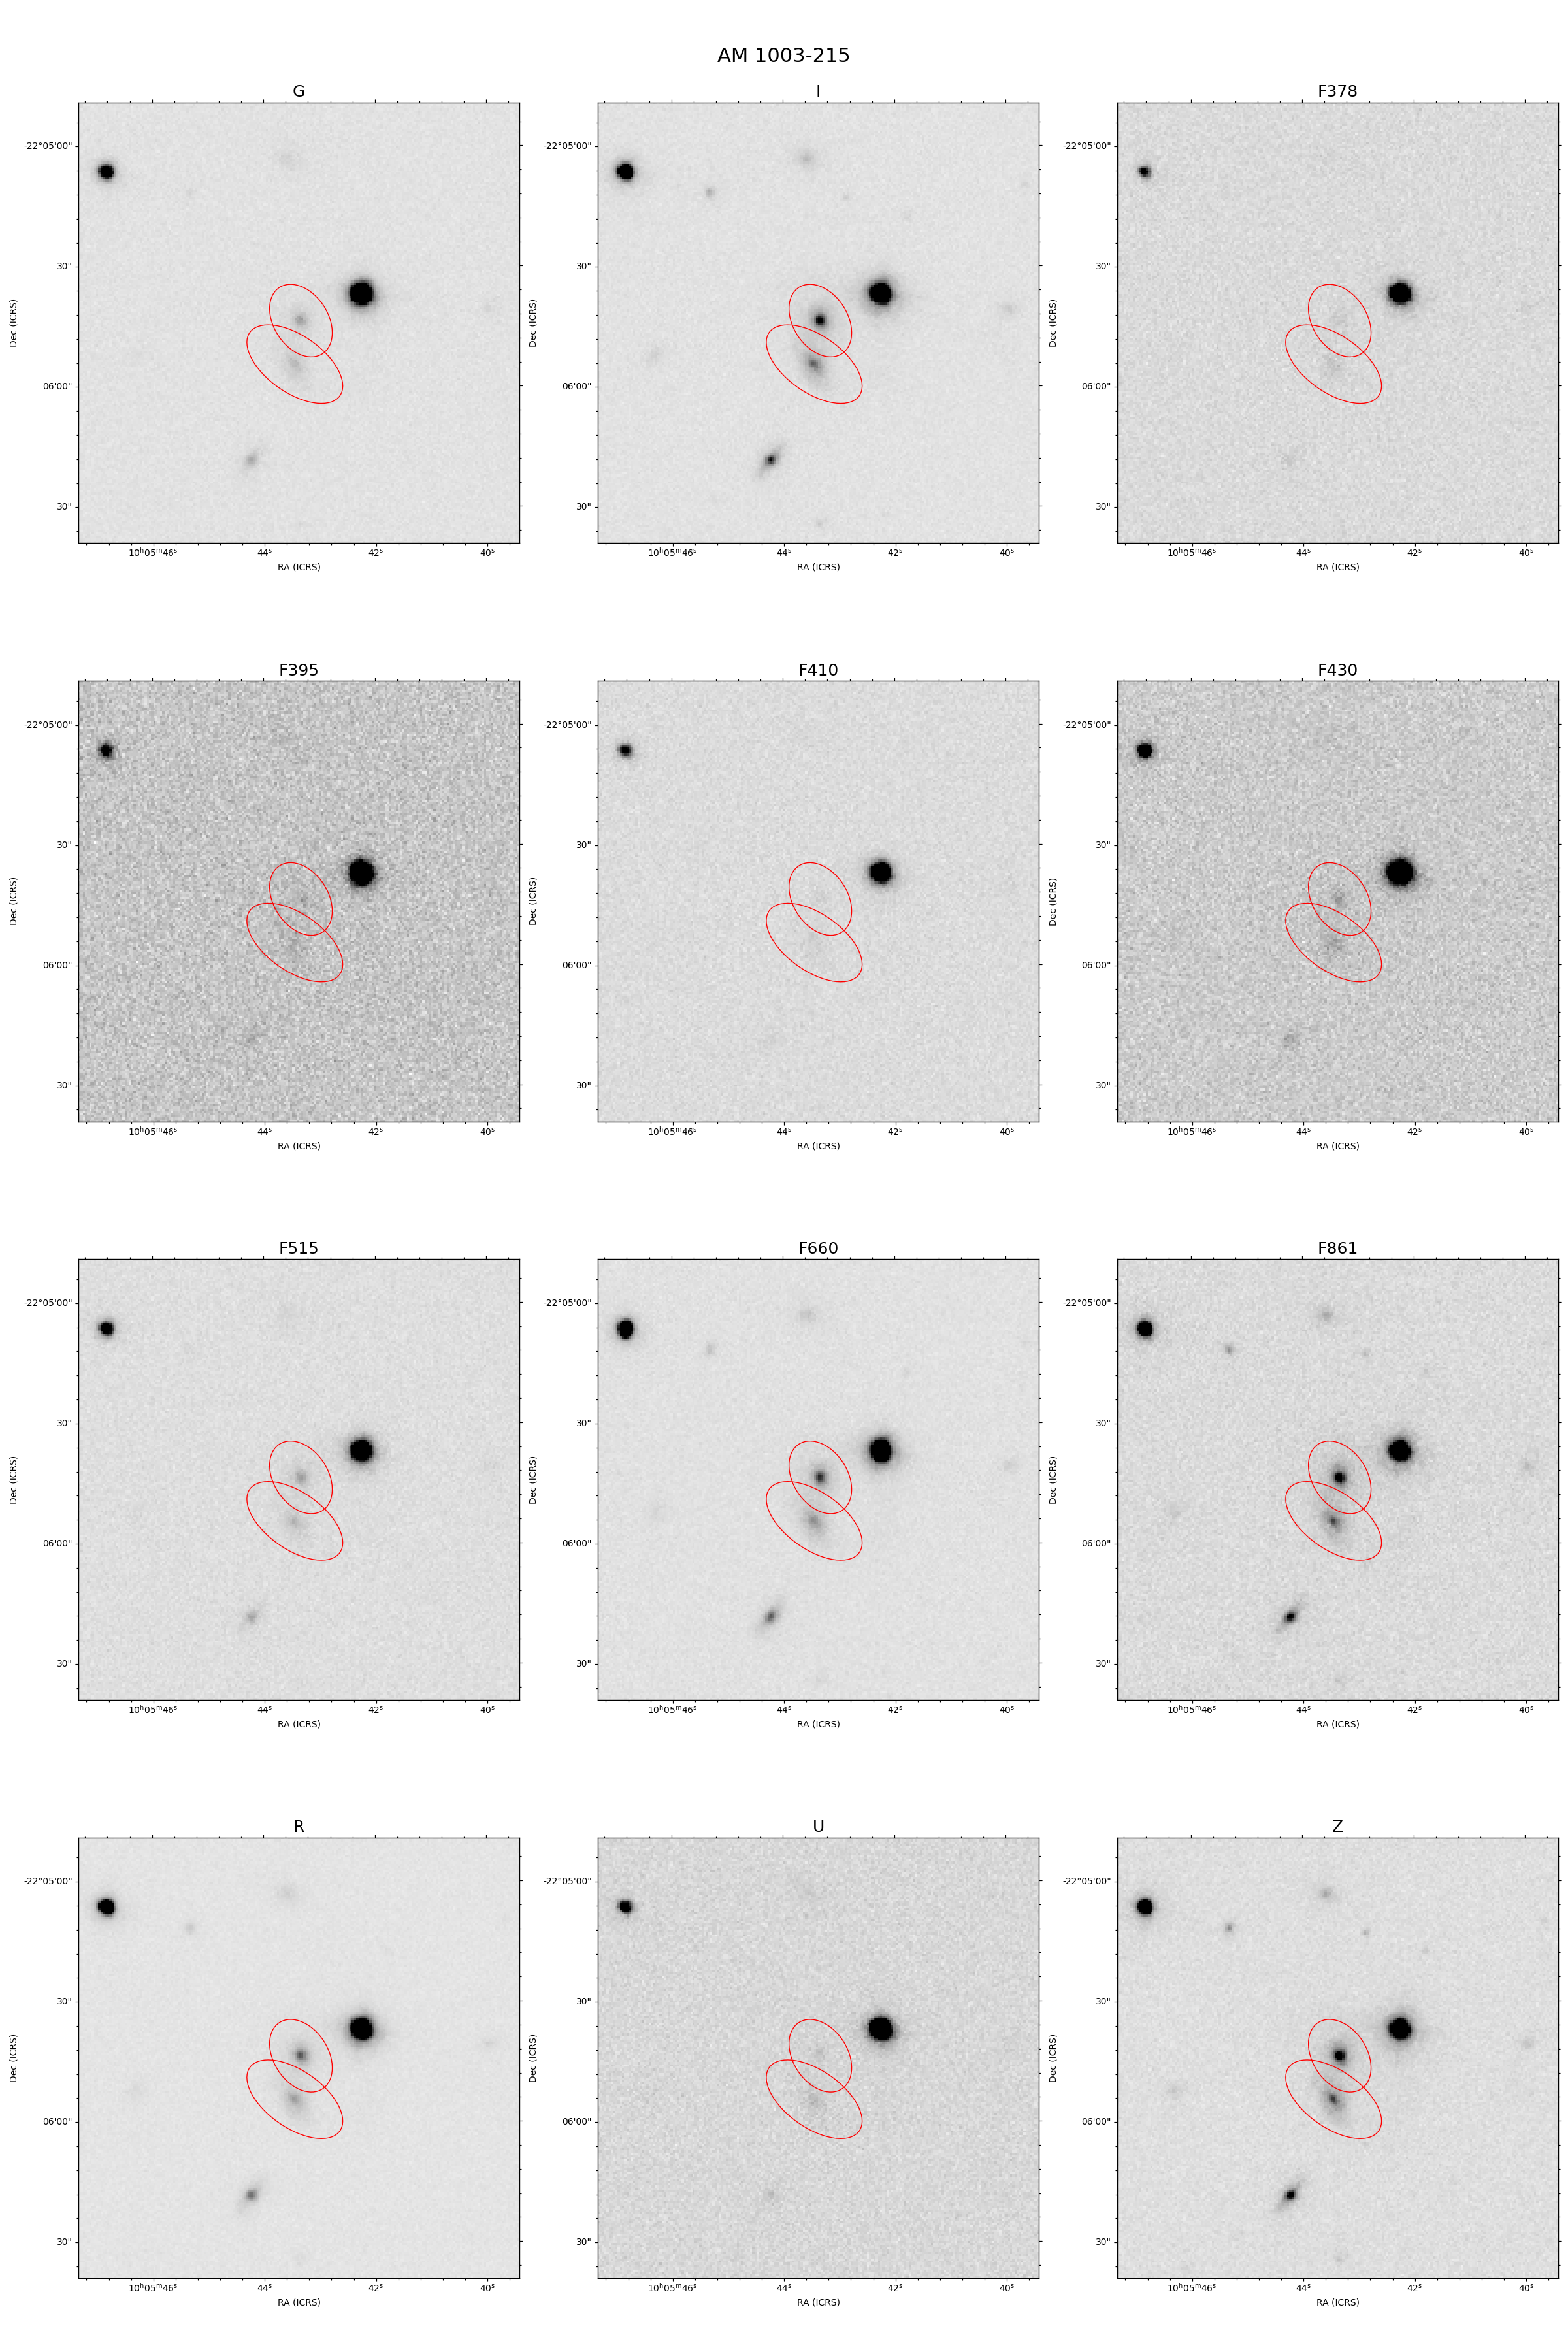 AM 1003-215
G
I
F378
Dec (ICRS)
-22°05'00"
30"
06'00"
30"
10h05m46s 44s 42s 40s
RA (ICRS)
Dec (ICRS)
-22°05'00"
30"
06'00"
30"
10h05m46s 44s 42s 40s
RA (ICRS)
Dec (ICRS)
-22°05'00"
30"
06'00"
30"
10h05m46s 44s 42s 40s
RA (ICRS)
F395
F410
F430
Dec (ICRS)
-22°05'00"
30"
06'00"
30"
10h05m46s 44s 42s 40s
RA (ICRS)
Dec (ICRS)
-22°05'00"
30"
06'00"
30"
10h05m46s 44s 42s 40s
RA (ICRS)
Dec (ICRS)
-22°05'00"
30"
06'00"
30"
10h05m46s 44s 42s 40s
RA (ICRS)
F515
F660
F861
Dec (ICRS)
-22°05'00"
30"
06'00"
30"
10h05m46s 44s 42s 40s
RA (ICRS)
Dec (ICRS)
-22°05'00"
30"
06'00"
30"
10h05m46s 44s 42s 40s
RA (ICRS)
Dec (ICRS)
-22°05'00"
30"
06'00"
30"
10h05m46s 44s 42s 40s
RA (ICRS)
R
U
Z
Dec (ICRS)
-22°05'00"
30"
06'00"
30"
10h05m46s 44s 42s 40s
RA (ICRS)
Dec (ICRS)
-22°05'00"
30"
06'00"
30"
10h05m46s 44s 42s 40s
RA (ICRS)
Dec (ICRS)
-22°05'00"
30"
06'00"
30"
10h05m46s 44s 42s 40s
RA (ICRS)